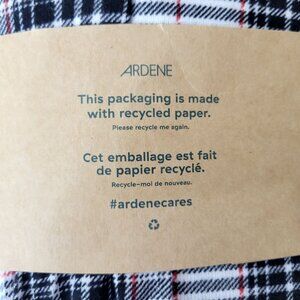 ARDENE
This packaging is made
with recycled paper.
Please recycle me again.
Cet emballage est fait
de papier recyclé.
Recycle-moi de nouveau.
#ardenecares